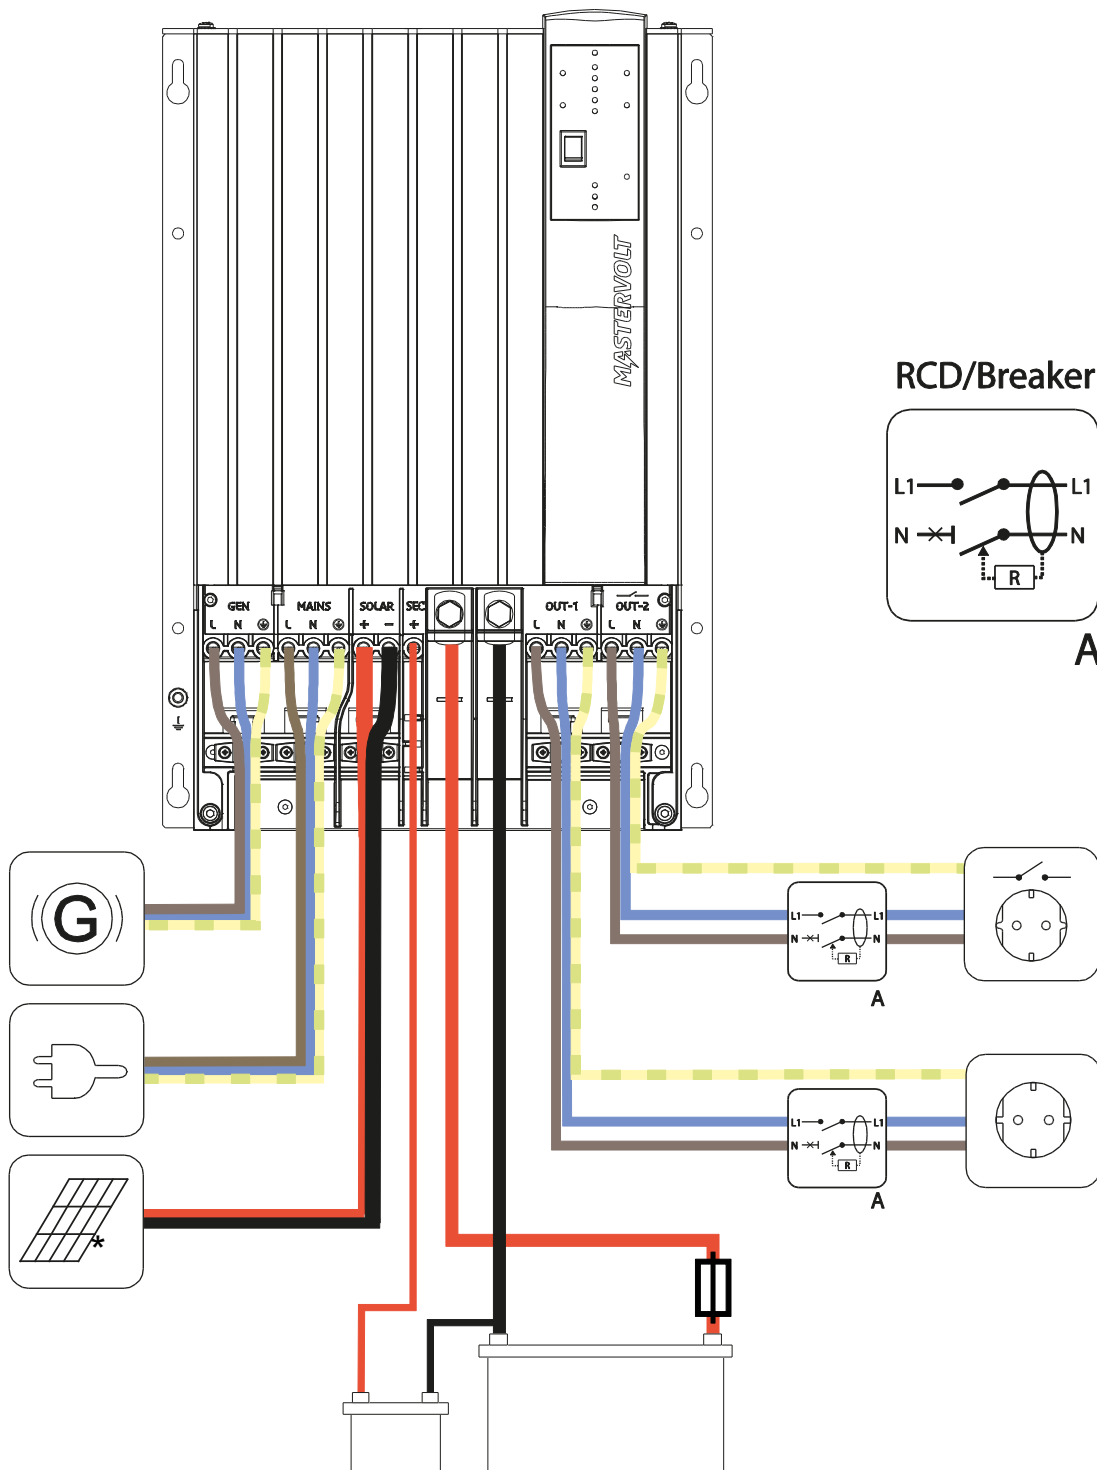 MASTERVOLT
RCD/Breaker
L1 L1
N N
R
A
GEN MAINS SOLAR SEC OUT-1 OUT-2
L N L N + - + L N L N
G
L1 L1
N N
R
A
L1 L1
N N
R
A
*